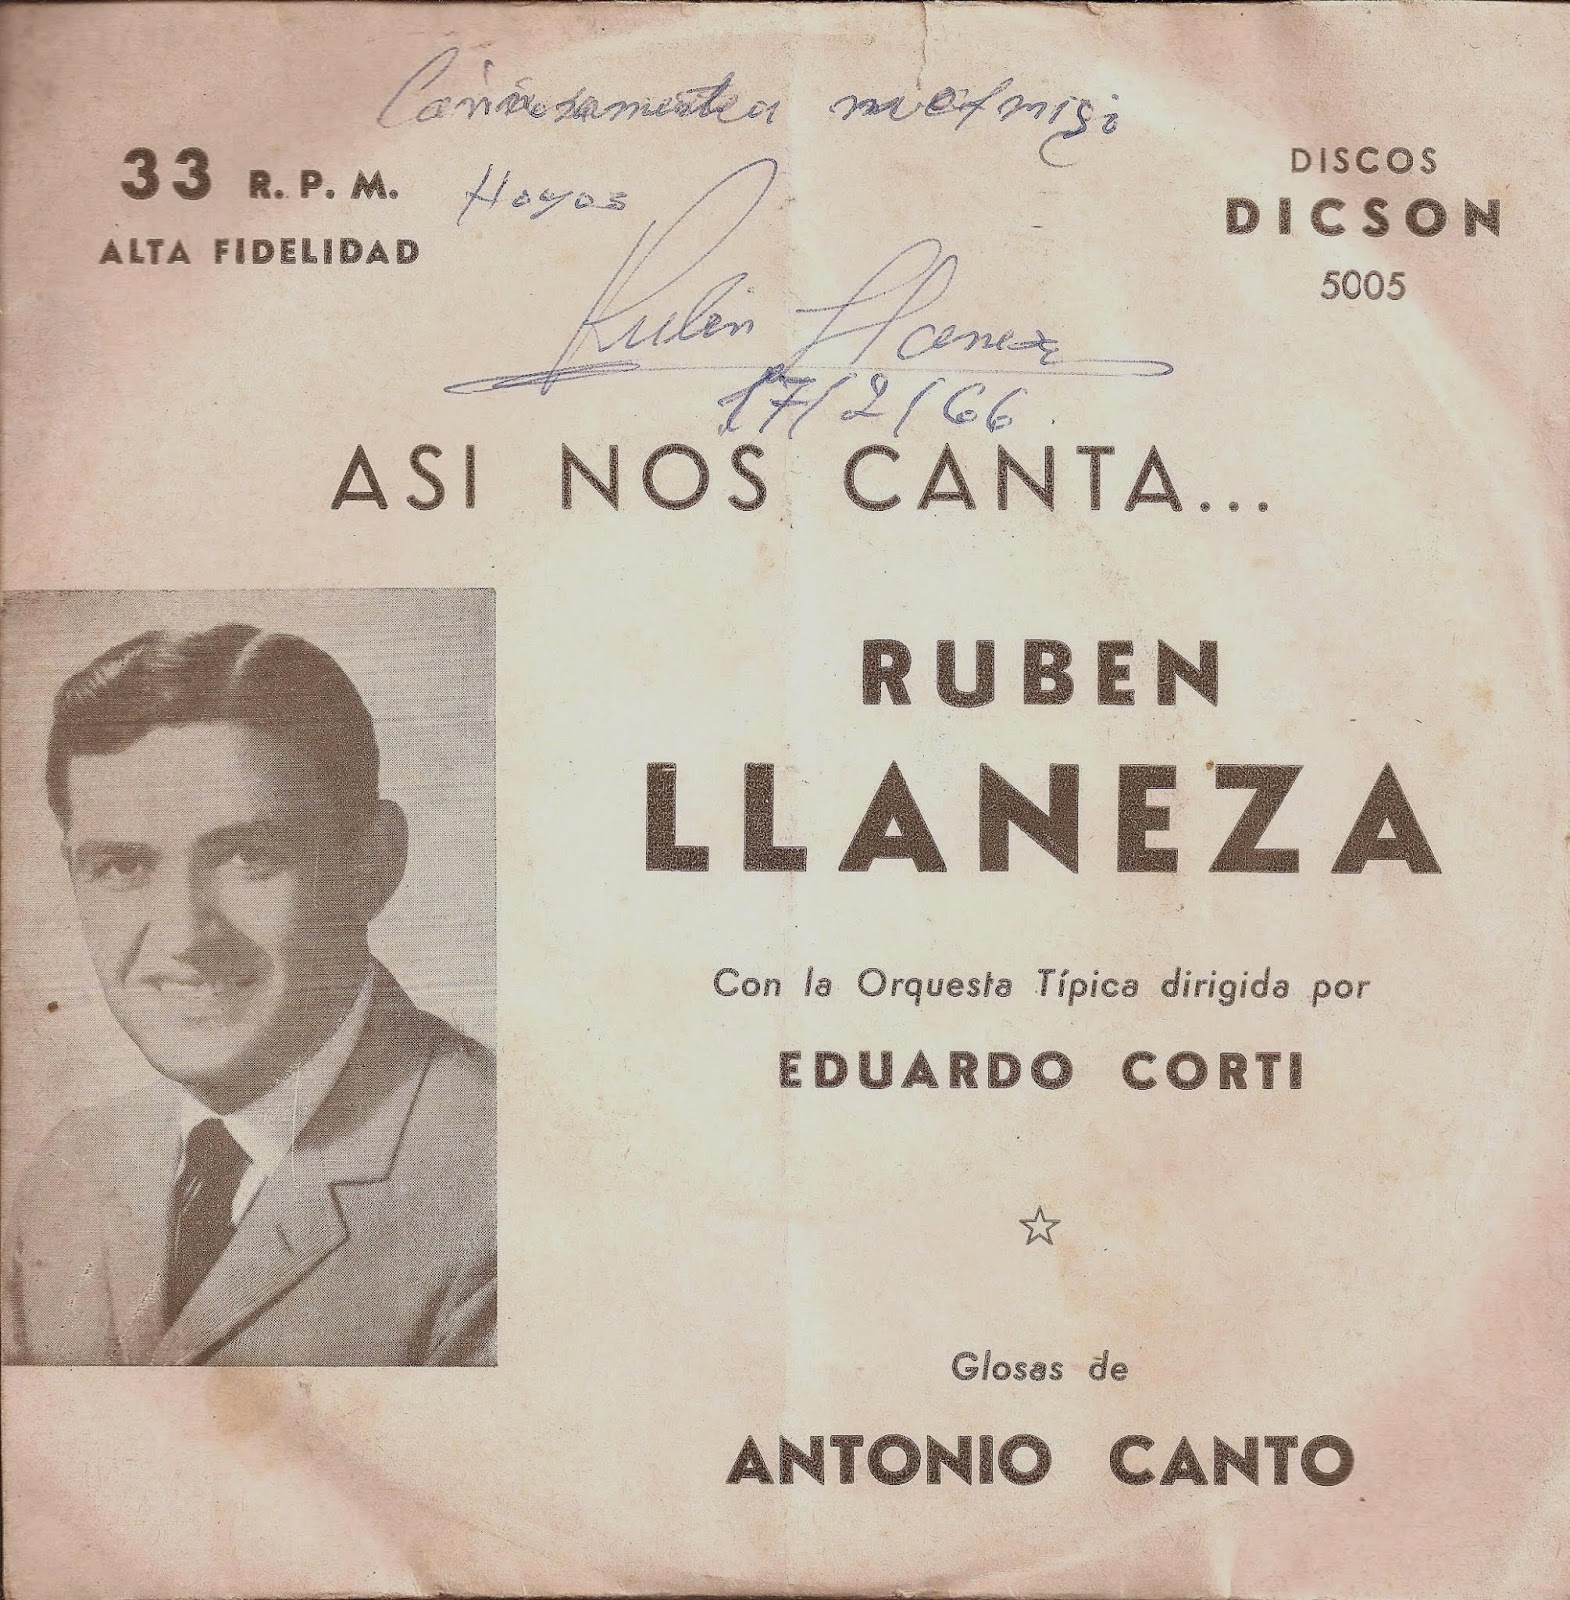 Cariñosamente a
Hoyos
Ruben Llaneza
17/2/66
33 R. P. M.
ALTA FIDELIDAD
DISCOS
DICSON
5005
ASI NOS CANTA...
RUBEN
LLANEZA
Con la Orquesta Típica dirigida por
EDUARDO CORTI
Glosas de
ANTONIO CANTO